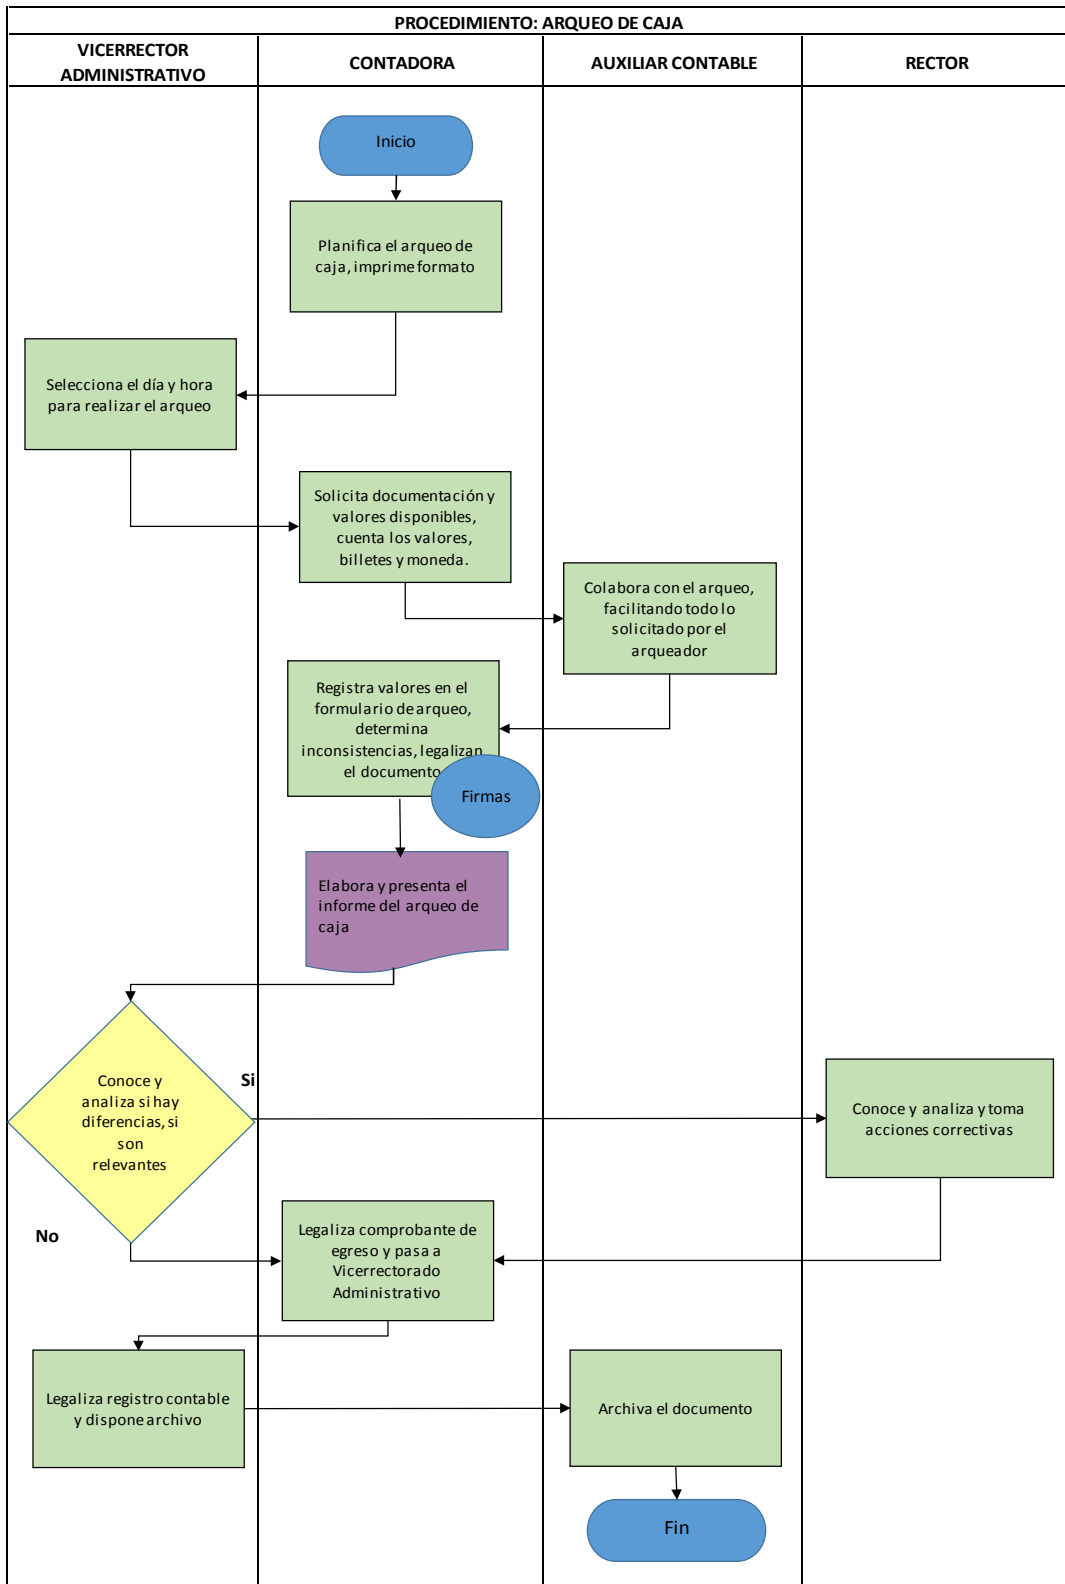 PROCEDIMIENTO: ARQUEO DE CAJA
VICERRECTOR
ADMINISTRATIVO
CONTADORA
AUXILIAR CONTABLE
RECTOR
Inicio
Planifica el arqueo de
caja, imprime formato
Selecciona el día y hora
para realizar el arqueo
Solicita documentación y
valores disponibles,
cuenta los valores,
billetes y moneda.
Colabora con el arqueo,
facilitando todo lo
solicitado por el
arqueador
Registra valores en el
formulario de arqueo,
determina
inconsistencias, legalizan
el documento
Firmas
Elabora y presenta el
informe del arqueo de
caja
Conoce y
analiza si hay
diferencias, si
son
relevantes
Si
Conoce y analiza y toma
acciones correctivas
No
Legaliza comprobante de
egreso y pasa a
Vicerrectorado
Administrativo
Legaliza registro contable
y dispone archivo
Archiva el documento
Fin